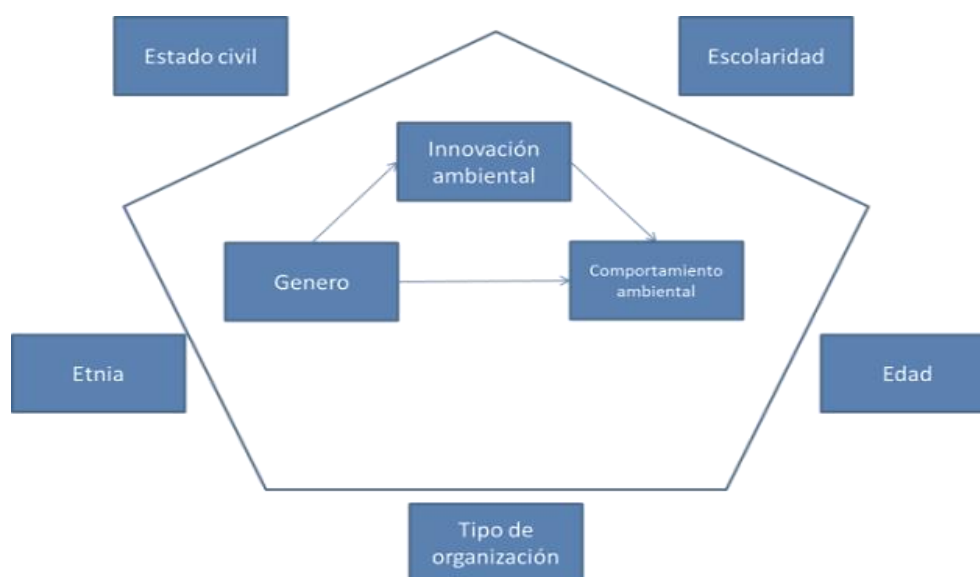 Estado civil
Escolaridad
Innovación
ambiental
Genero
Comportamiento
ambiental
Etnia
Edad
Tipo de
organización